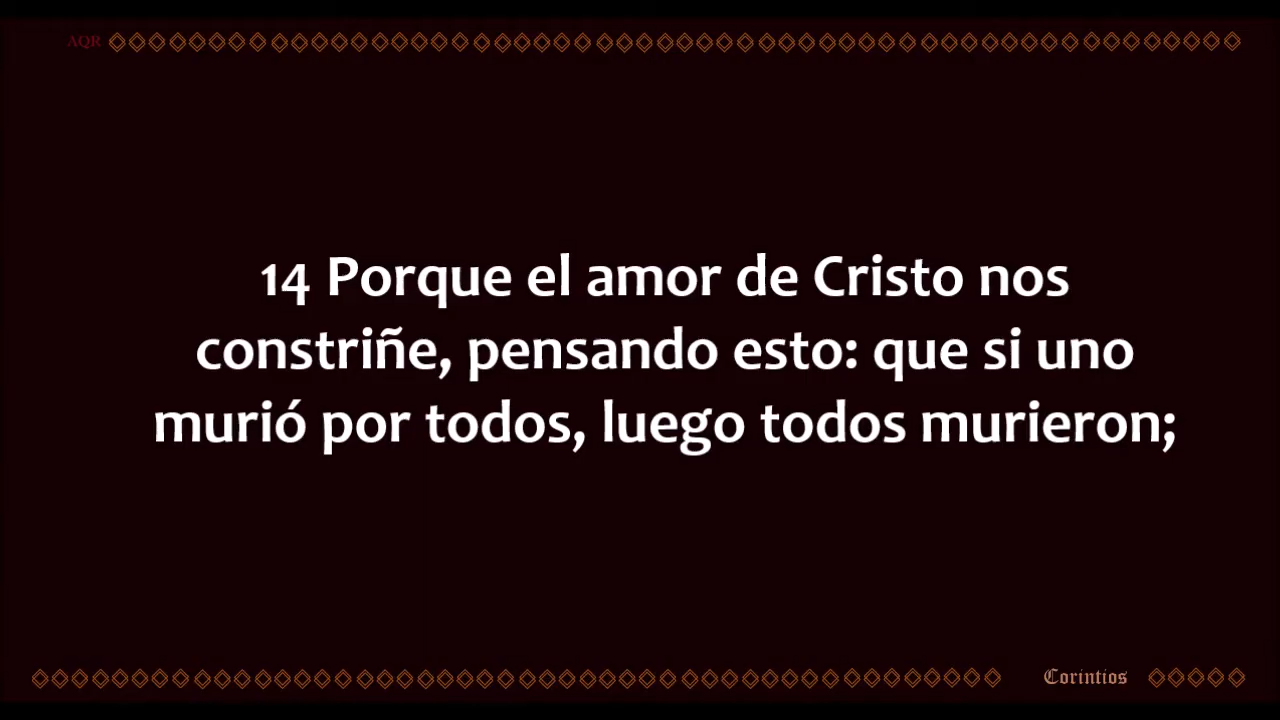 AQR
14 Porque el amor de Cristo nos
constriñe, pensando esto: que si uno
murió por todos, luego todos murieron;
Corintios